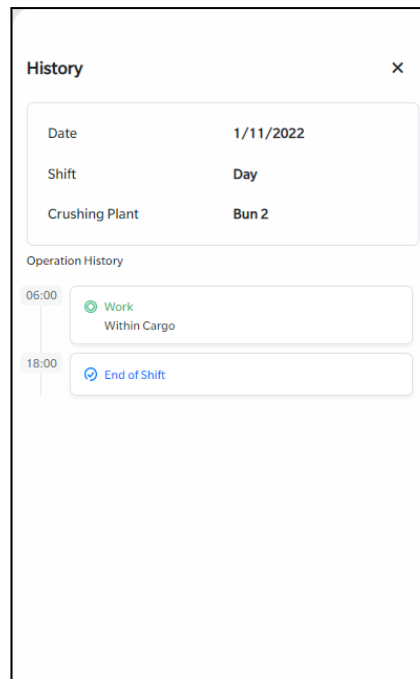 History
Date 1/11/2022
Shift Day
Crushing Plant Bun 2
Operation History
06:00
Work
Within Cargo
18:00
End of Shift